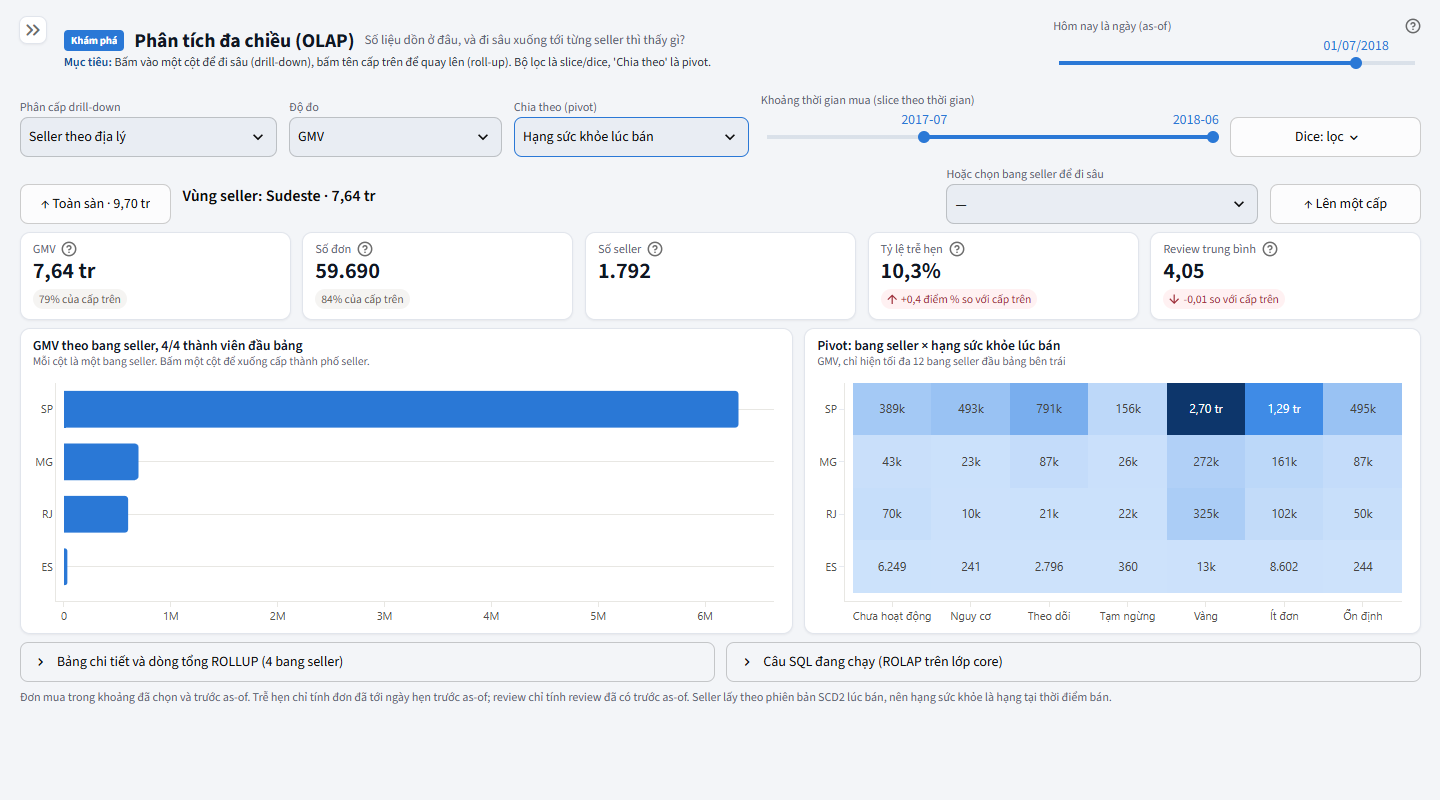 Khám phá Phân tích đa chiều (OLAP) Số liệu dồn ở đâu, và đi sâu xuống tới từng seller thì thấy gì?
Mục tiêu: Bấm vào một cột để đi sâu (drill-down), bấm tên cấp trên để quay lên (roll-up). Bộ lọc là slice/dice, 'Chia theo' là pivot.
Hôm nay là ngày (as-of)
01/07/2018
Phân cấp drill-down
Seller theo địa lý
Độ đo
GMV
Chia theo (pivot)
Hạng sức khỏe lúc bán
Khoảng thời gian mua (slice theo thời gian)
2017-07 2018-06
Dice: lọc
↑ Toàn sàn · 9,70 tr
Vùng seller: Sudeste · 7,64 tr
Hoặc chọn bang seller để đi sâu
—
↑ Lên một cấp
GMV
7,64 tr
79% của cấp trên
Số đơn
59.690
84% của cấp trên
Số seller
1.792
Tỷ lệ trễ hẹn
10,3%
↑ +0,4 điểm % so với cấp trên
Review trung bình
4,05
↓ -0,01 so với cấp trên
GMV theo bang seller, 4/4 thành viên đầu bảng
Mỗi cột là một bang seller. Bấm một cột để xuống cấp thành phố seller.
SP
MG
RJ
ES
0 1M 2M 3M 4M 5M 6M
Pivot: bang seller × hạng sức khỏe lúc bán
GMV, chỉ hiện tối đa 12 bang seller đầu bảng bên trái
SP 389k 493k 791k 156k 2,70 tr 1,29 tr 495k
MG 43k 23k 87k 26k 272k 161k 87k
RJ 70k 10k 21k 22k 325k 102k 50k
ES 6.249 241 2.796 360 13k 8.602 244
Chưa hoạt động Nguy cơ Theo dõi Tạm ngừng Vàng Ít đơn Ổn định
Bảng chi tiết và dòng tổng ROLLUP (4 bang seller)
Câu SQL đang chạy (ROLAP trên lớp core)
Đơn mua trong khoảng đã chọn và trước as-of. Trễ hẹn chỉ tính đơn đã tới ngày hẹn trước as-of; review chỉ tính review đã có trước as-of. Seller lấy theo phiên bản SCD2 lúc bán, nên hạng sức khỏe là hạng tại thời điểm bán.